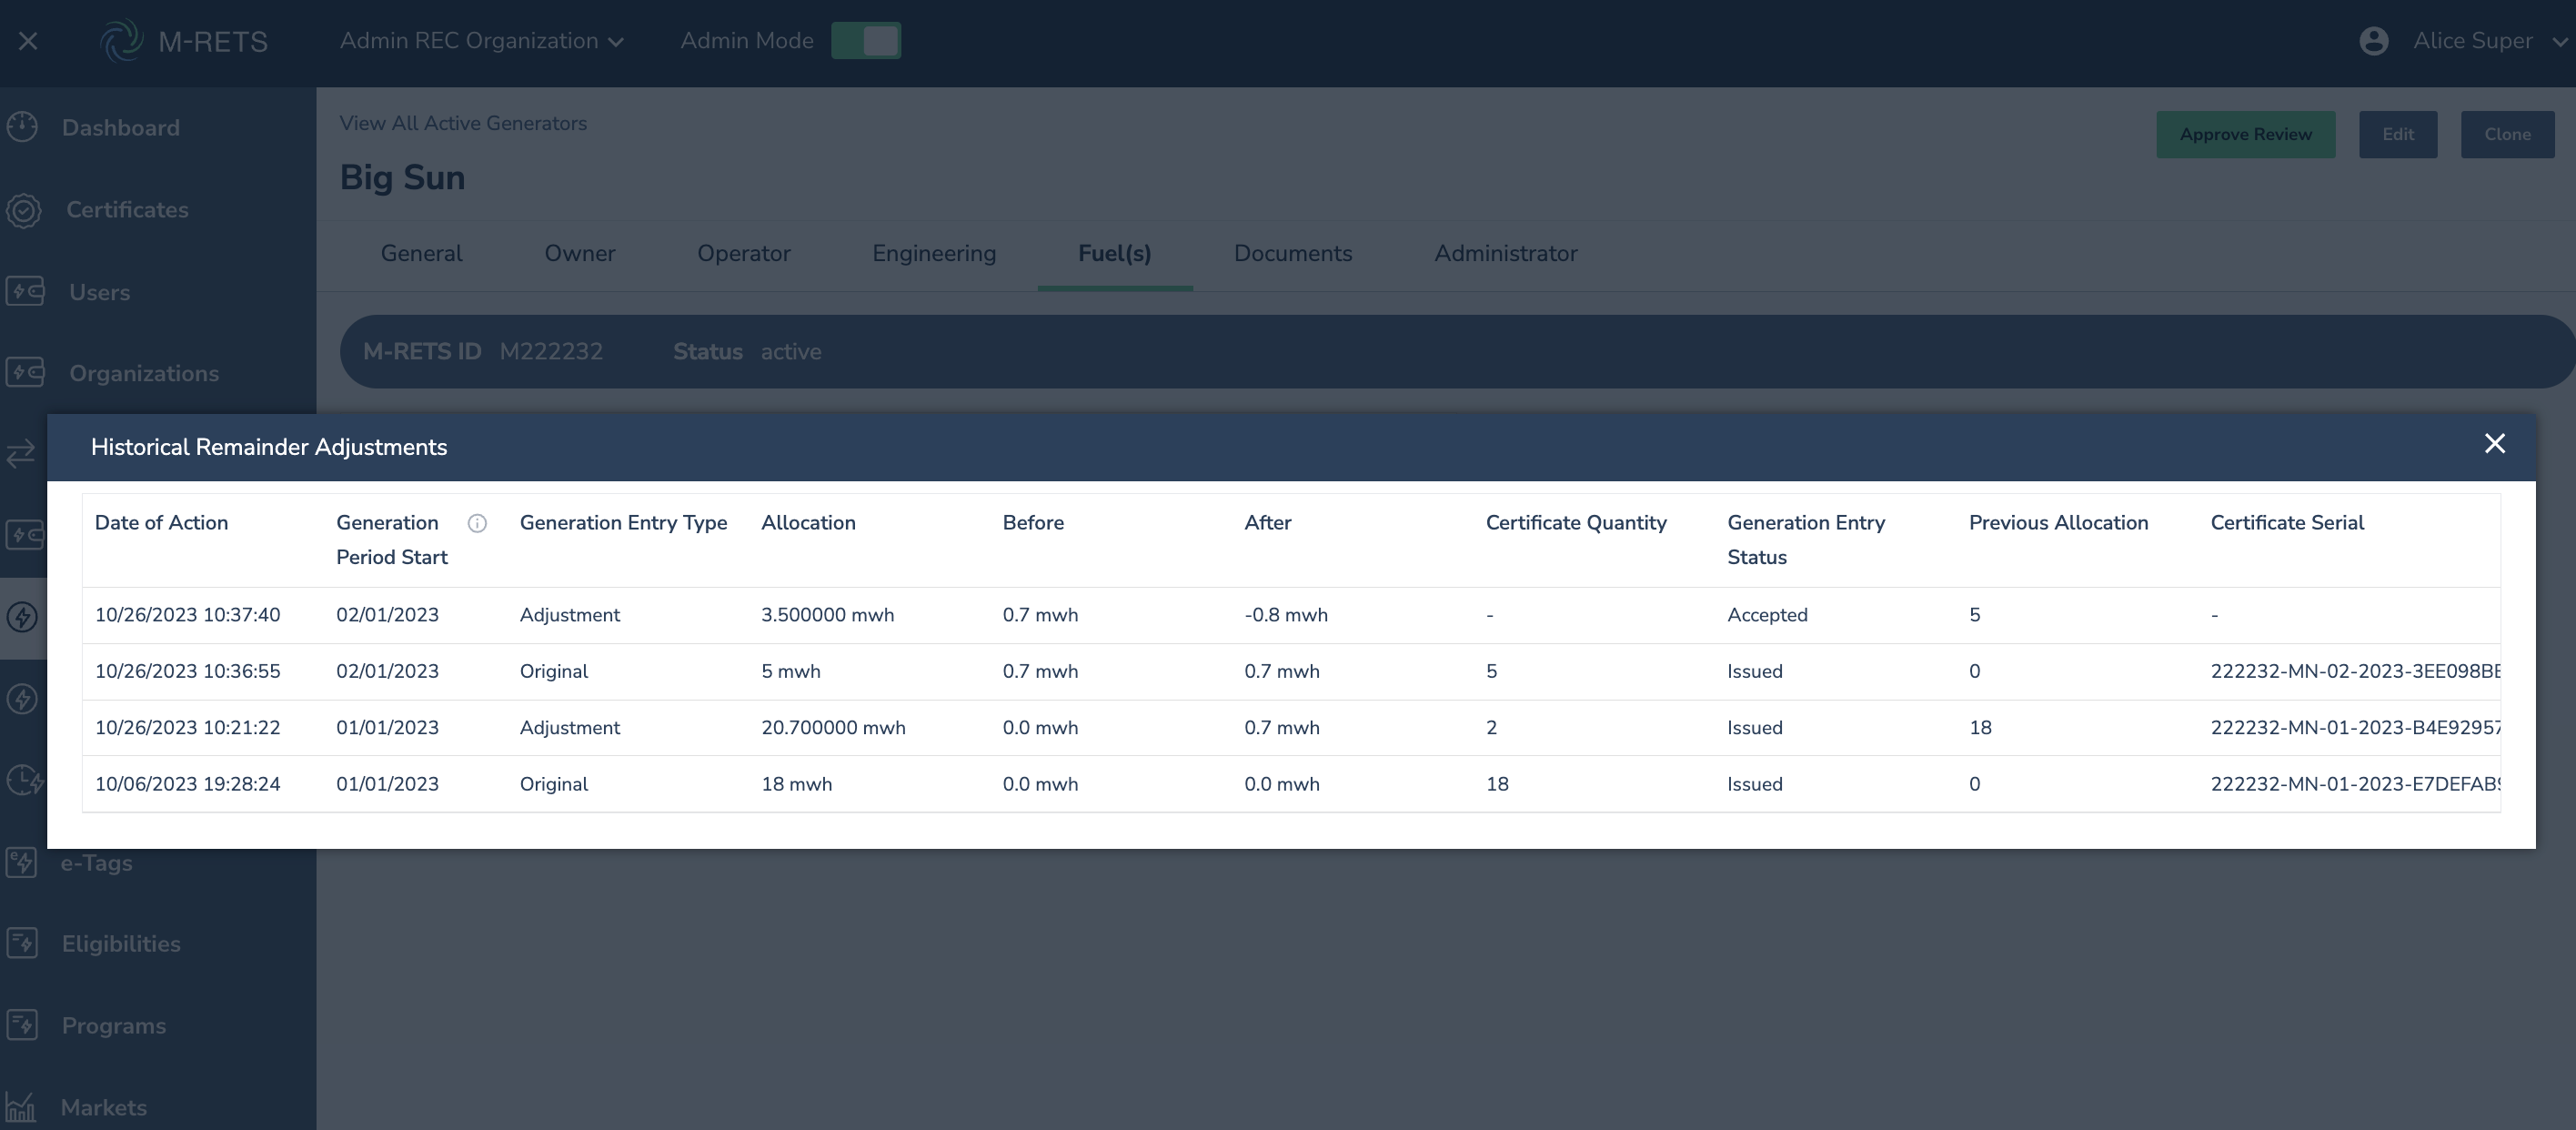 M-RETS
Admin REC Organization
Admin Mode
Alice Super
Dashboard
Certificates
Users
Organizations
View All Active Generators
Approve Review
Edit
Clone
Big Sun
General Owner Operator Engineering Fuel(s) Documents Administrator
M-RETS ID M222232 Status active
Historical Remainder Adjustments
Date of Action Generation Period Start Generation Entry Type Allocation Before After Certificate Quantity Generation Entry Status Previous Allocation Certificate Serial
10/26/2023 10:37:40 02/01/2023 Adjustment 3.500000 mwh 0.7 mwh -0.8 mwh - Accepted 5 -
10/26/2023 10:36:55 02/01/2023 Original 5 mwh 0.7 mwh 0.7 mwh 5 Issued 0 222232-MN-02-2023-3EE098BE
10/26/2023 10:21:22 01/01/2023 Adjustment 20.700000 mwh 0.0 mwh 0.7 mwh 2 Issued 18 222232-MN-01-2023-B4E92957
10/06/2023 19:28:24 01/01/2023 Original 18 mwh 0.0 mwh 0.0 mwh 18 Issued 0 222232-MN-01-2023-E7DEFAB9
e-Tags
Eligibilities
Programs
Markets